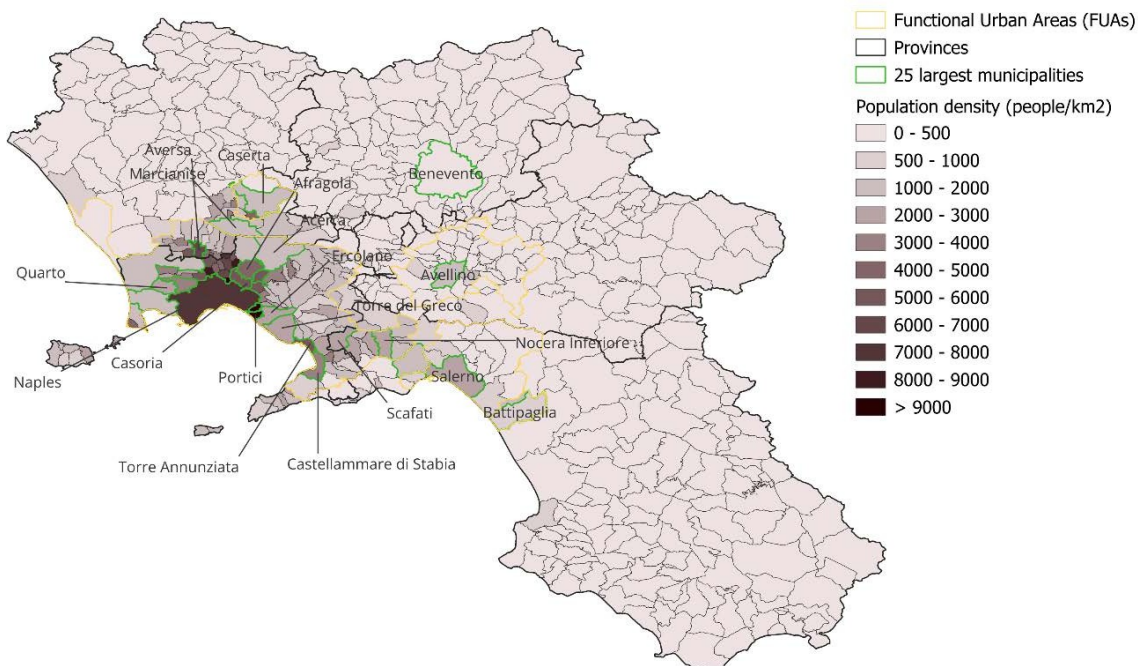 Functional Urban Areas (FUAs)
Provinces
25 largest municipalities
Population density (people/km2)
0 - 500
500 - 1000
1000 - 2000
2000 - 3000
3000 - 4000
4000 - 5000
5000 - 6000
6000 - 7000
7000 - 8000
8000 - 9000
> 9000
Aversa
Caserta
Marcianise
Afragola
Benevento
Acerra
Quarto
Ercolano
Avellino
Torre del Greco
Nocera Inferiore
Casoria
Naples
Portici
Salerno
Scafati
Battipaglia
Torre Annunziata
Castellammare di Stabia